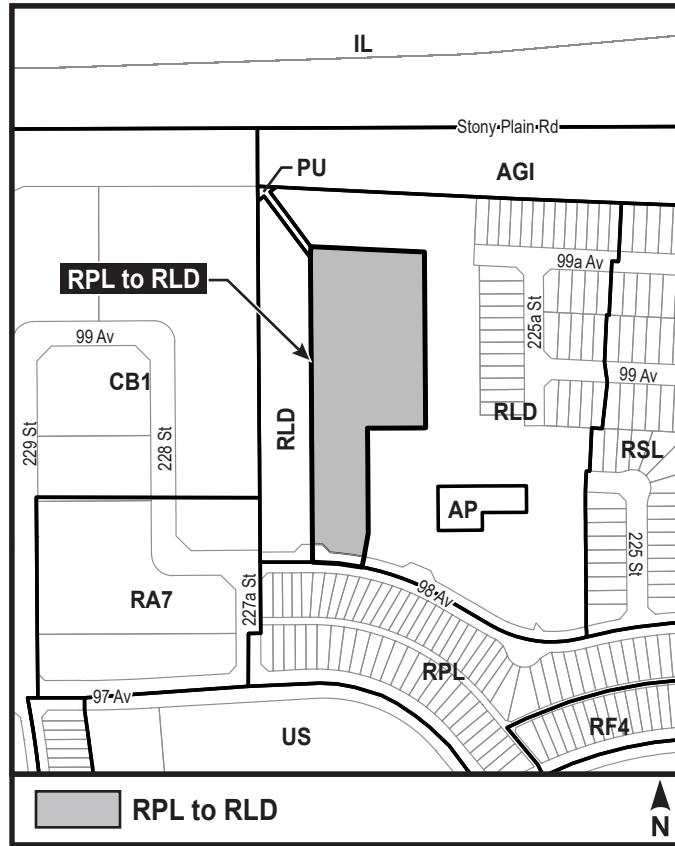 IL
Stony Plain Rd
PU
AGI
RPL to RLD
99a Av
225a St
99 Av
CB1
99 Av
229 St
228 St
RLD
RLD
RSL
AP
225 St
RA7
227a St
98 Av
RPL
97 Av
US
RF4
RPL to RLD
N